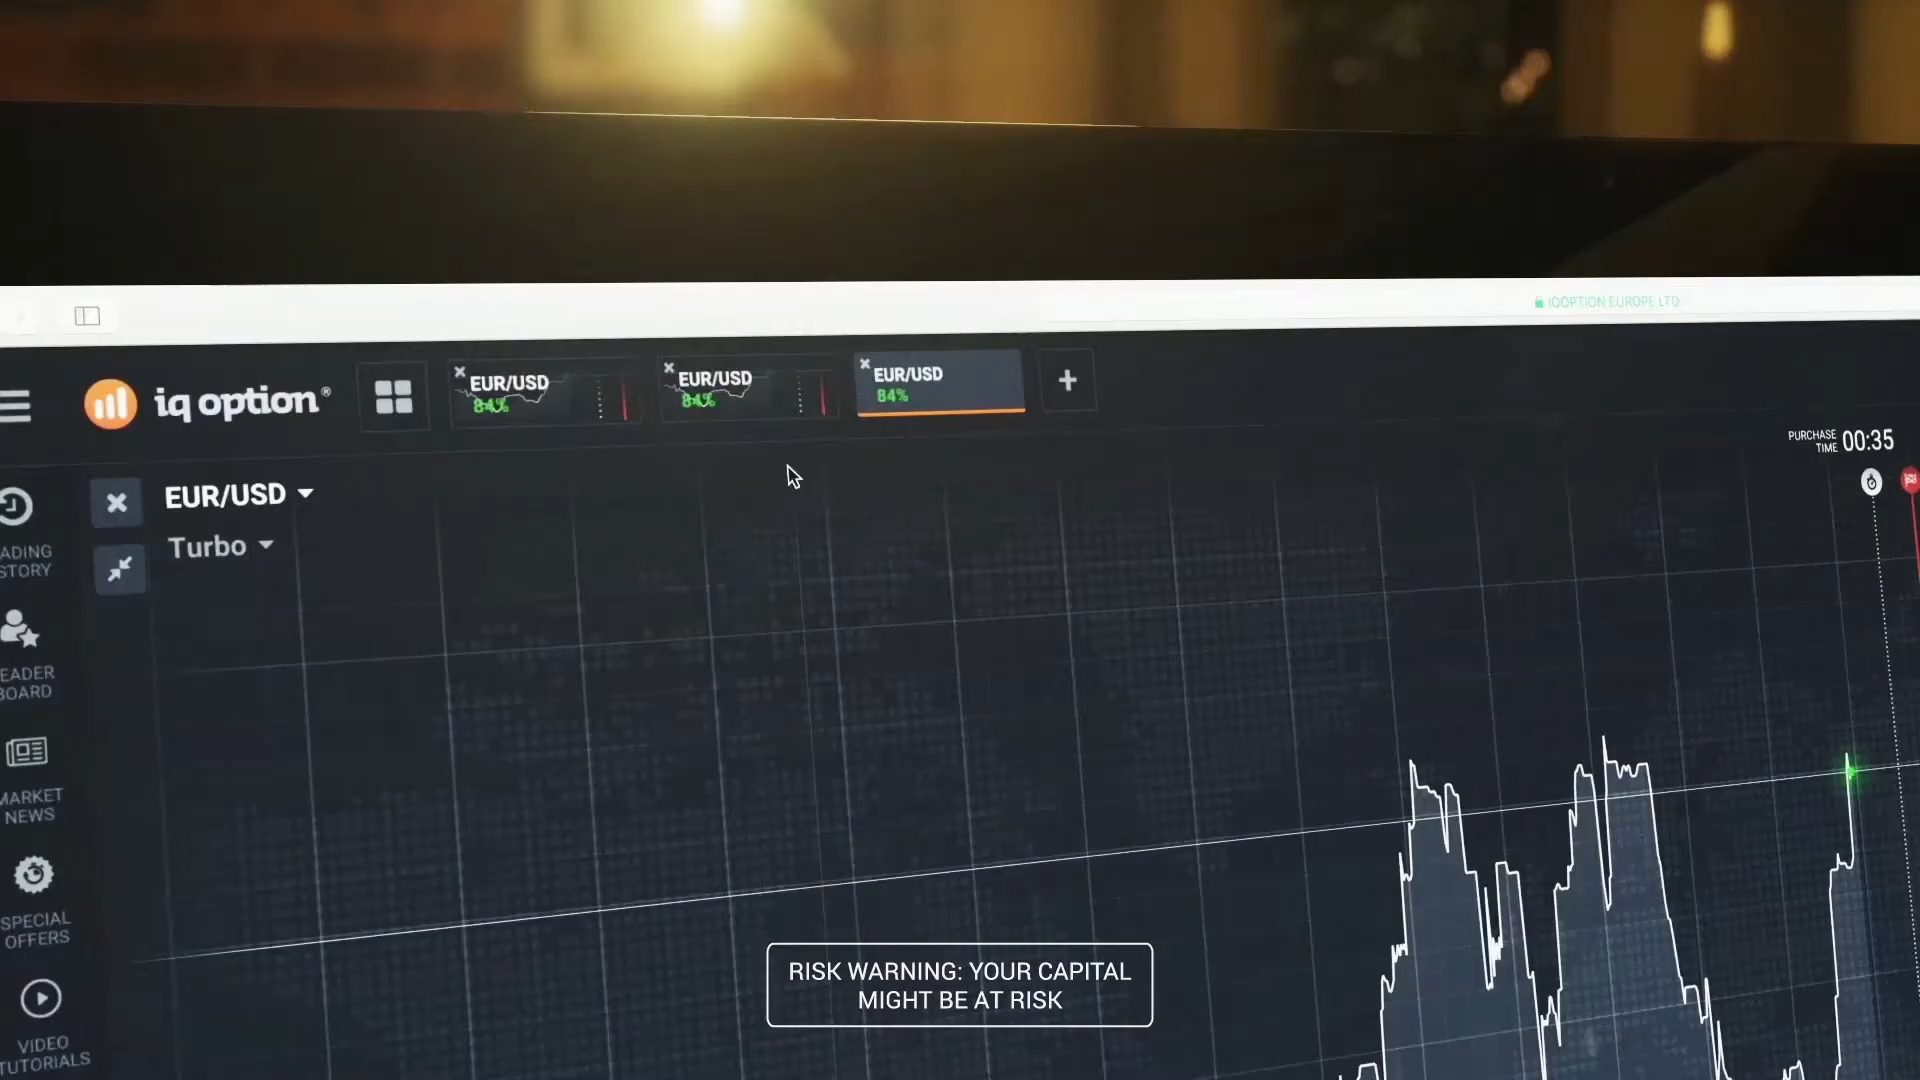 IQOPTION EUROPE LTD
iq option®
EUR/USD
84%
EUR/USD
84%
EUR/USD
84%
PURCHASE
TIME 00:35
EUR/USD
Turbo
ADING
STORY
EADER
BOARD
MARKET
NEWS
SPECIAL
OFFERS
VIDEO
TUTORIALS
RISK WARNING: YOUR CAPITAL
MIGHT BE AT RISK